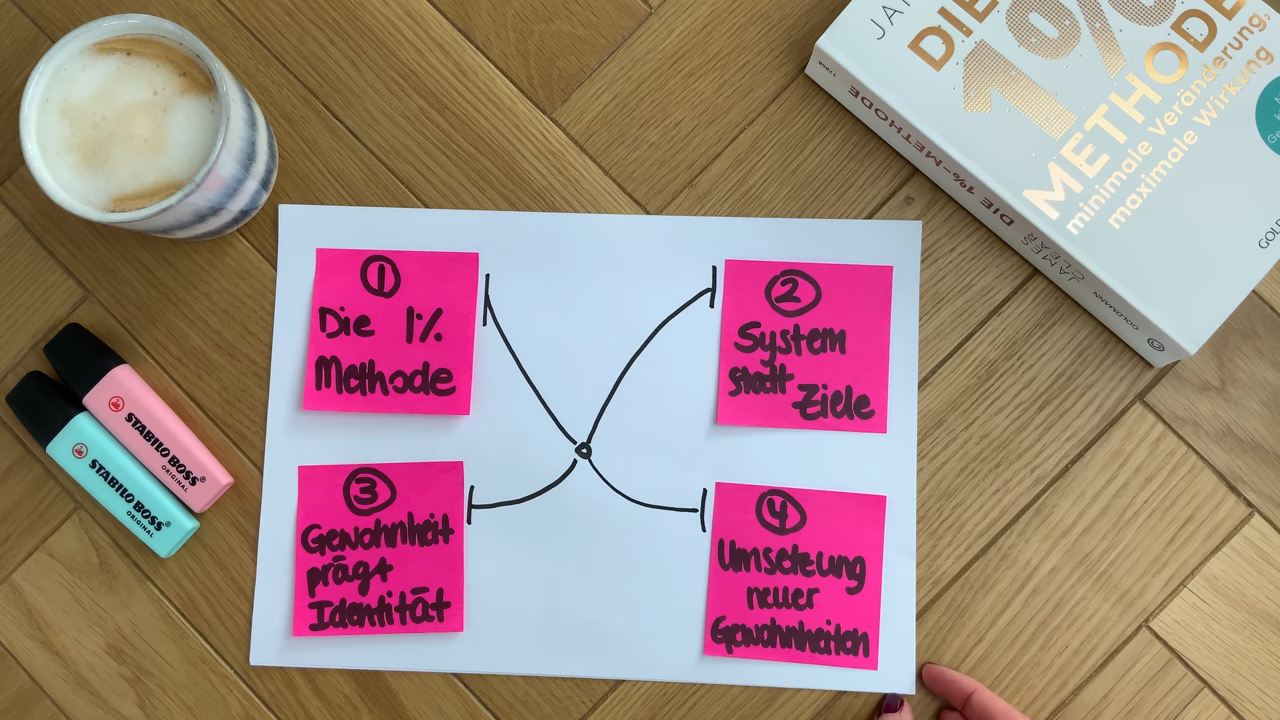 ①
Die 1%
Methode
②
System
statt
Ziele
③
Gewohnheit
prägt
Identität
④
Umsetzung
neuer
Gewohnheiten
STABILO BOSS®
ORIGINAL
STABILO BOSS®
ORIGINAL
DIE
1%
METHODE
minimale Veränderung,
maximale Wirkung
DIE 1%-METHODE
JAMES
CLEAR
GOLDMANN